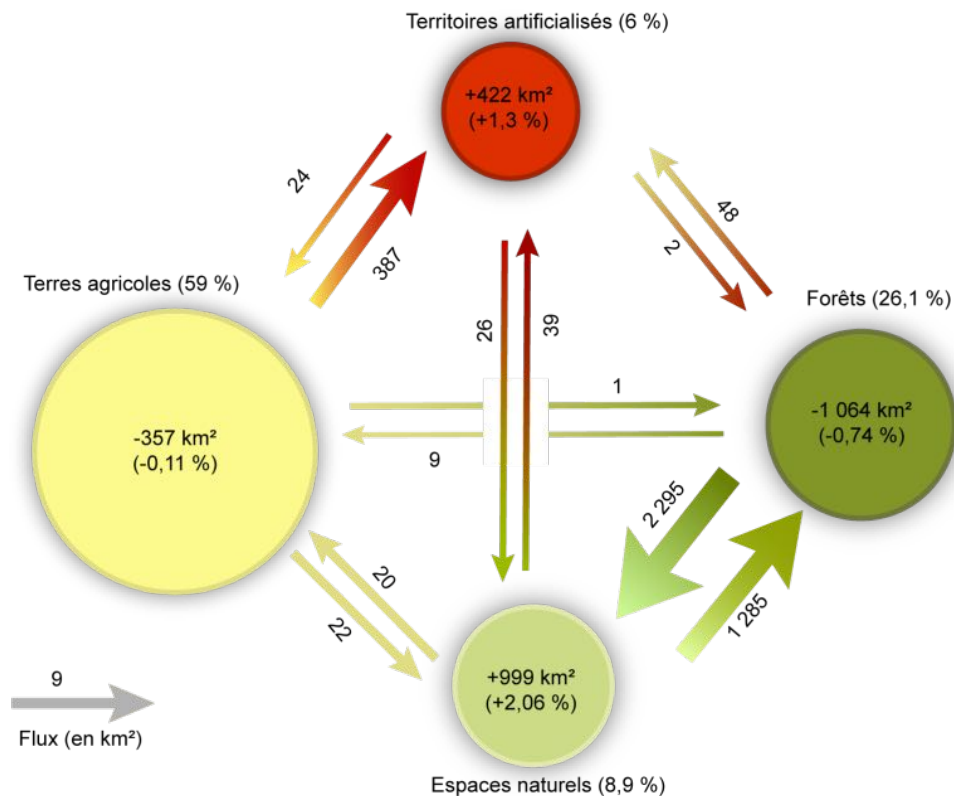 Territoires artificialisés (6 %)
+422 km²
(+1,3 %)
24
387
48
2
Terres agricoles (59 %)
Forêts (26,1 %)
26
39
1
-357 km²
(-0,11 %)
-1 064 km²
(-0,74 %)
9
2 295
1 285
20
22
+999 km²
(+2,06 %)
9
Flux (en km²)
Espaces naturels (8,9 %)